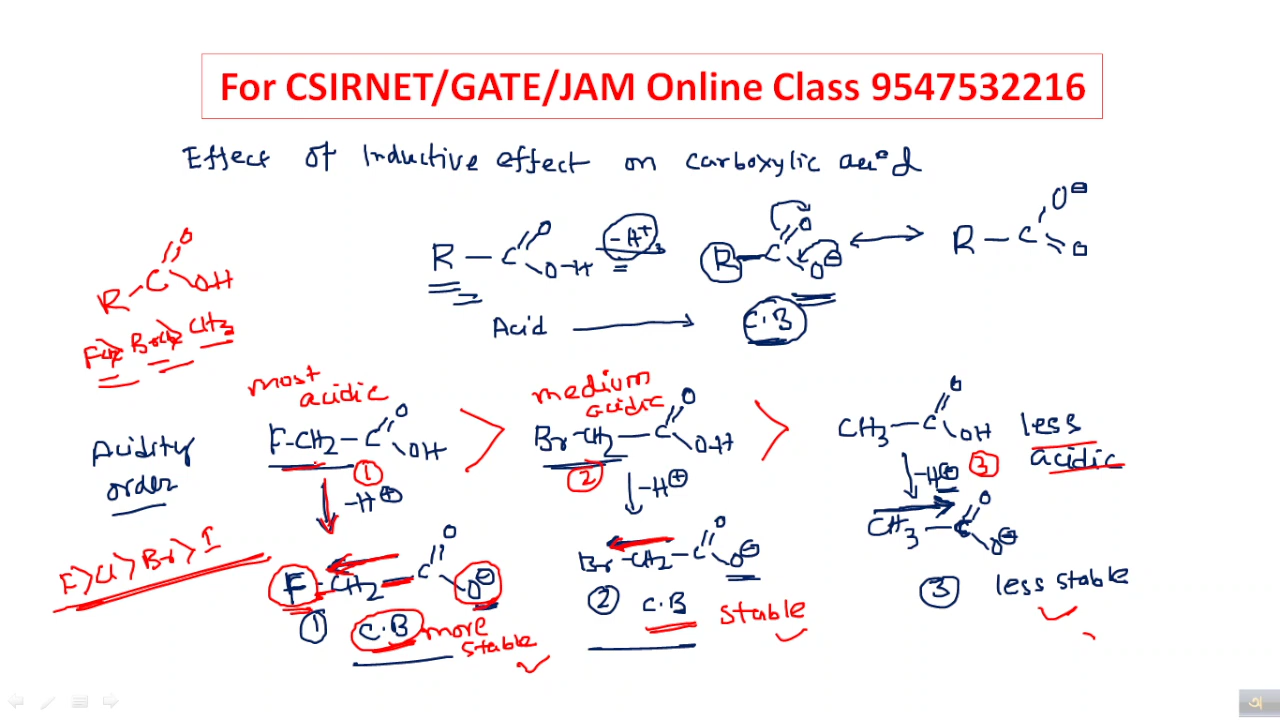 For CSIRNET/GATE/JAM Online Class 9547532216
Effect of Inductive effect on carboxylic acid
R-C O O-H -H+ R-C O O⊖ ↔ R-C O⊖ O
R-C O OH
Acid → C·B
FCH2 > BrCH2 > CH3
most acidic
medium acidic
Acidity order
F-CH2-C O OH > Br-CH2-C O O-H > CH3-C O OH less acidic
① ② ③
-H⊕ -H⊕ -H⊕
F>Cl>Br>I
F-CH2-C O O⊖ Br-CH2-C O O⊖ CH3-C O O⊖
① C·B more stable
② C·B stable
③ less stable
অ